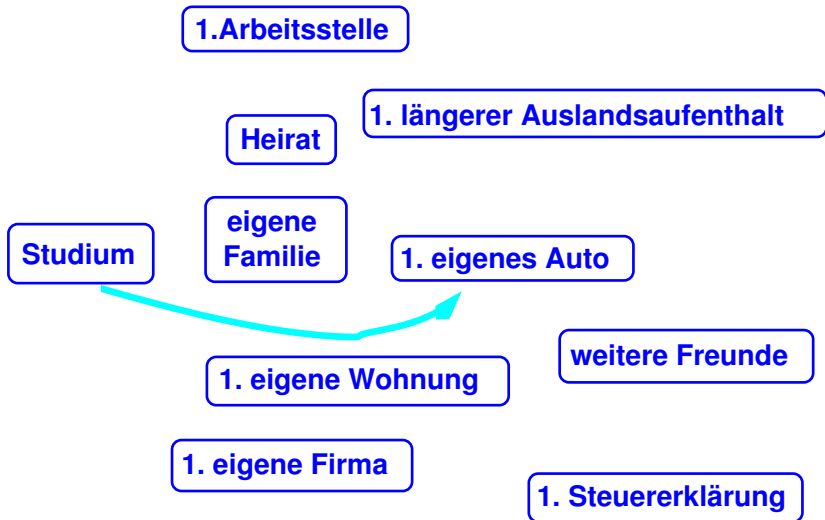 1.Arbeitsstelle
1. längerer Auslandsaufenthalt
Heirat
eigene
Familie
Studium
1. eigenes Auto
weitere Freunde
1. eigene Wohnung
1. eigene Firma
1. Steuererklärung